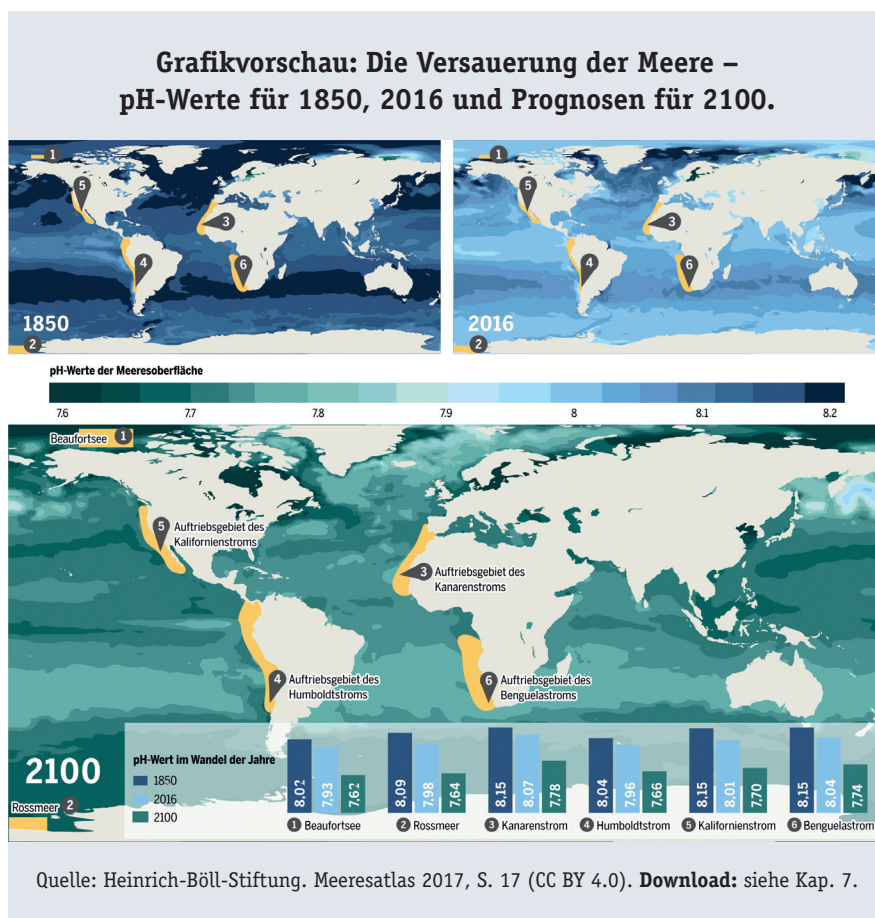 Grafikvorschau: Die Versauerung der Meere –
pH-Werte für 1850, 2016 und Prognosen für 2100.
1
5
3
4
6
1850
2
1
5
3
4
6
2016
2
pH-Werte der Meeresoberfläche
7.6 7.7 7.8 7.9 8 8.1 8.2
Beaufortsee 1
5 Auftriebsgebiet des
Kalifornienstroms
3 Auftriebsgebiet des
Kanarenstroms
4 Auftriebsgebiet des
Humboldtstroms
6 Auftriebsgebiet des
Benguelastroms
2100
Rossmeer 2
pH-Wert im Wandel der Jahre
1850
2016
2100
8,02 7,93 7,62
8,09 7,98 7,64
8,15 8,07 7,78
8,04 7,96 7,66
8,15 8,01 7,70
8,15 8,04 7,74
1 Beaufortsee 2 Rossmeer 3 Kanarenstrom 4 Humboldtstrom 5 Kalifornienstrom 6 Benguelastrom
Quelle: Heinrich-Böll-Stiftung. Meeresatlas 2017, S. 17 (CC BY 4.0). Download: siehe Kap. 7.